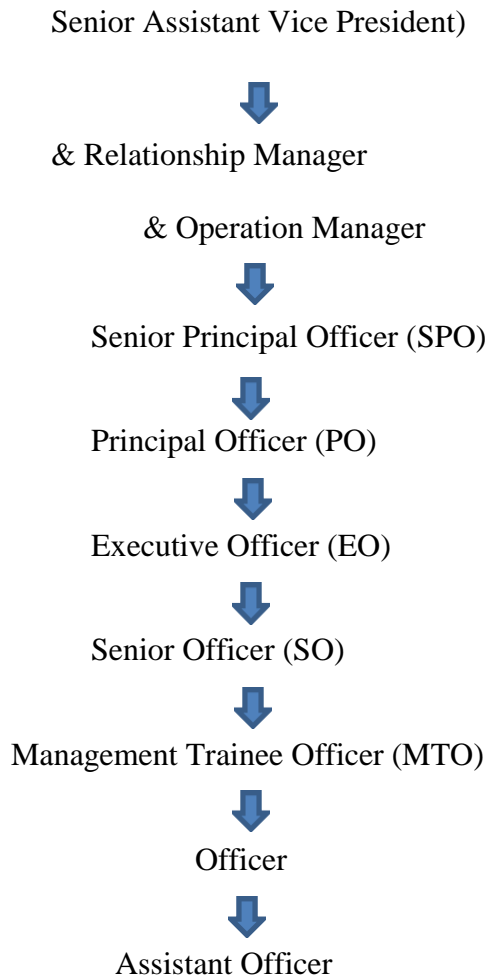 Senior Assistant Vice President)
& Relationship Manager
& Operation Manager
Senior Principal Officer (SPO)
Principal Officer (PO)
Executive Officer (EO)
Senior Officer (SO)
Management Trainee Officer (MTO)
Officer
Assistant Officer